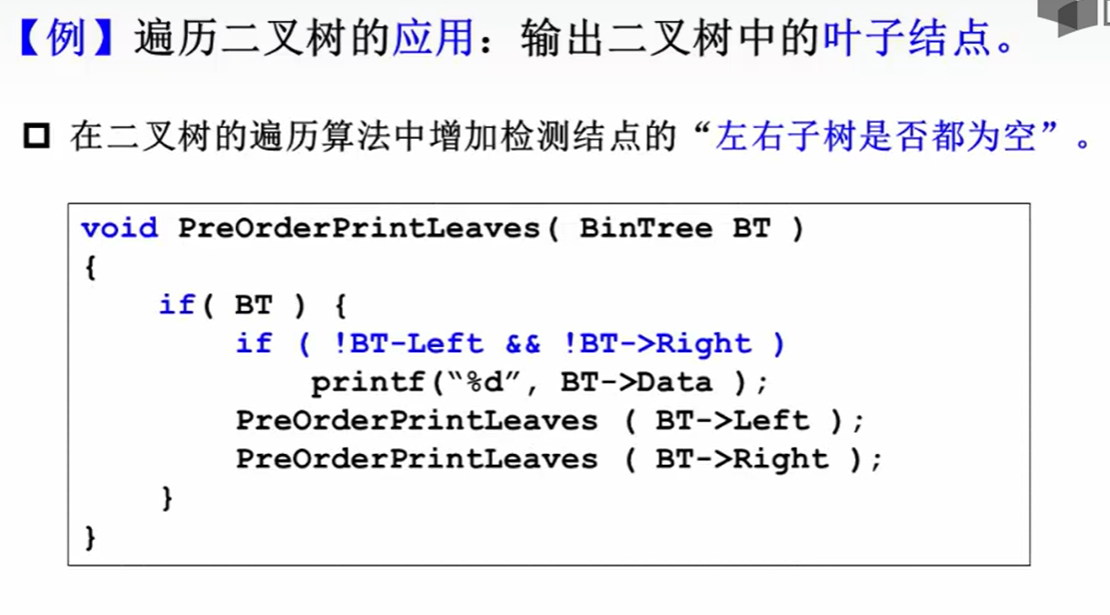 【例】遍历二叉树的应用：输出二叉树中的叶子结点。
在二叉树的遍历算法中增加检测结点的“左右子树是否都为空”。
void PreOrderPrintLeaves( BinTree BT )
{
if( BT ) {
if ( !BT-Left && !BT->Right )
printf(“%d”, BT->Data );
PreOrderPrintLeaves ( BT->Left );
PreOrderPrintLeaves ( BT->Right );
}
}